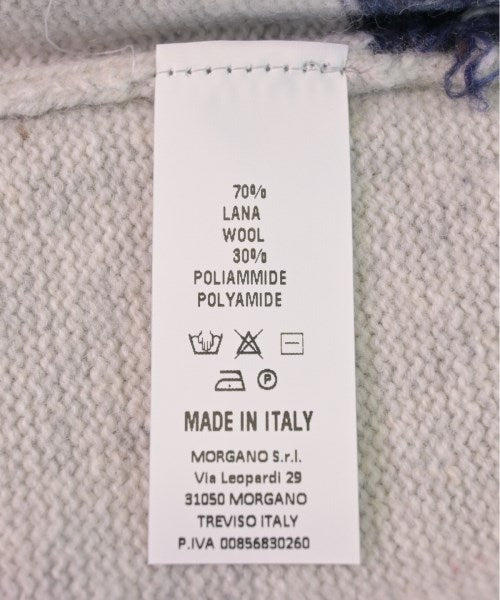 70%
LANA
WOOL
30%
POLIAMMIDE
POLYAMIDE
P
MADE IN ITALY
MORGANO S.r.l.
Via Leopardi 29
31050 MORGANO
TREVISO ITALY
P.IVA 00856830260